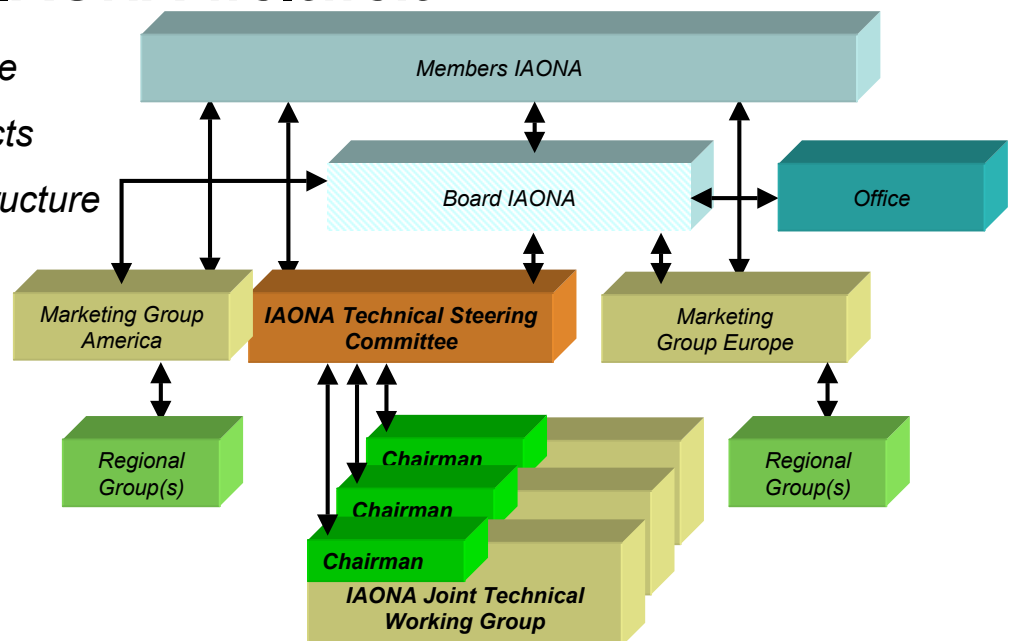 Members IAONA
Board IAONA
Office
Marketing Group
America
IAONA Technical Steering
Committee
Marketing
Group Europe
Regional
Group(s)
Chairman
Chairman
Chairman
IAONA Joint Technical
Working Group
Regional
Group(s)